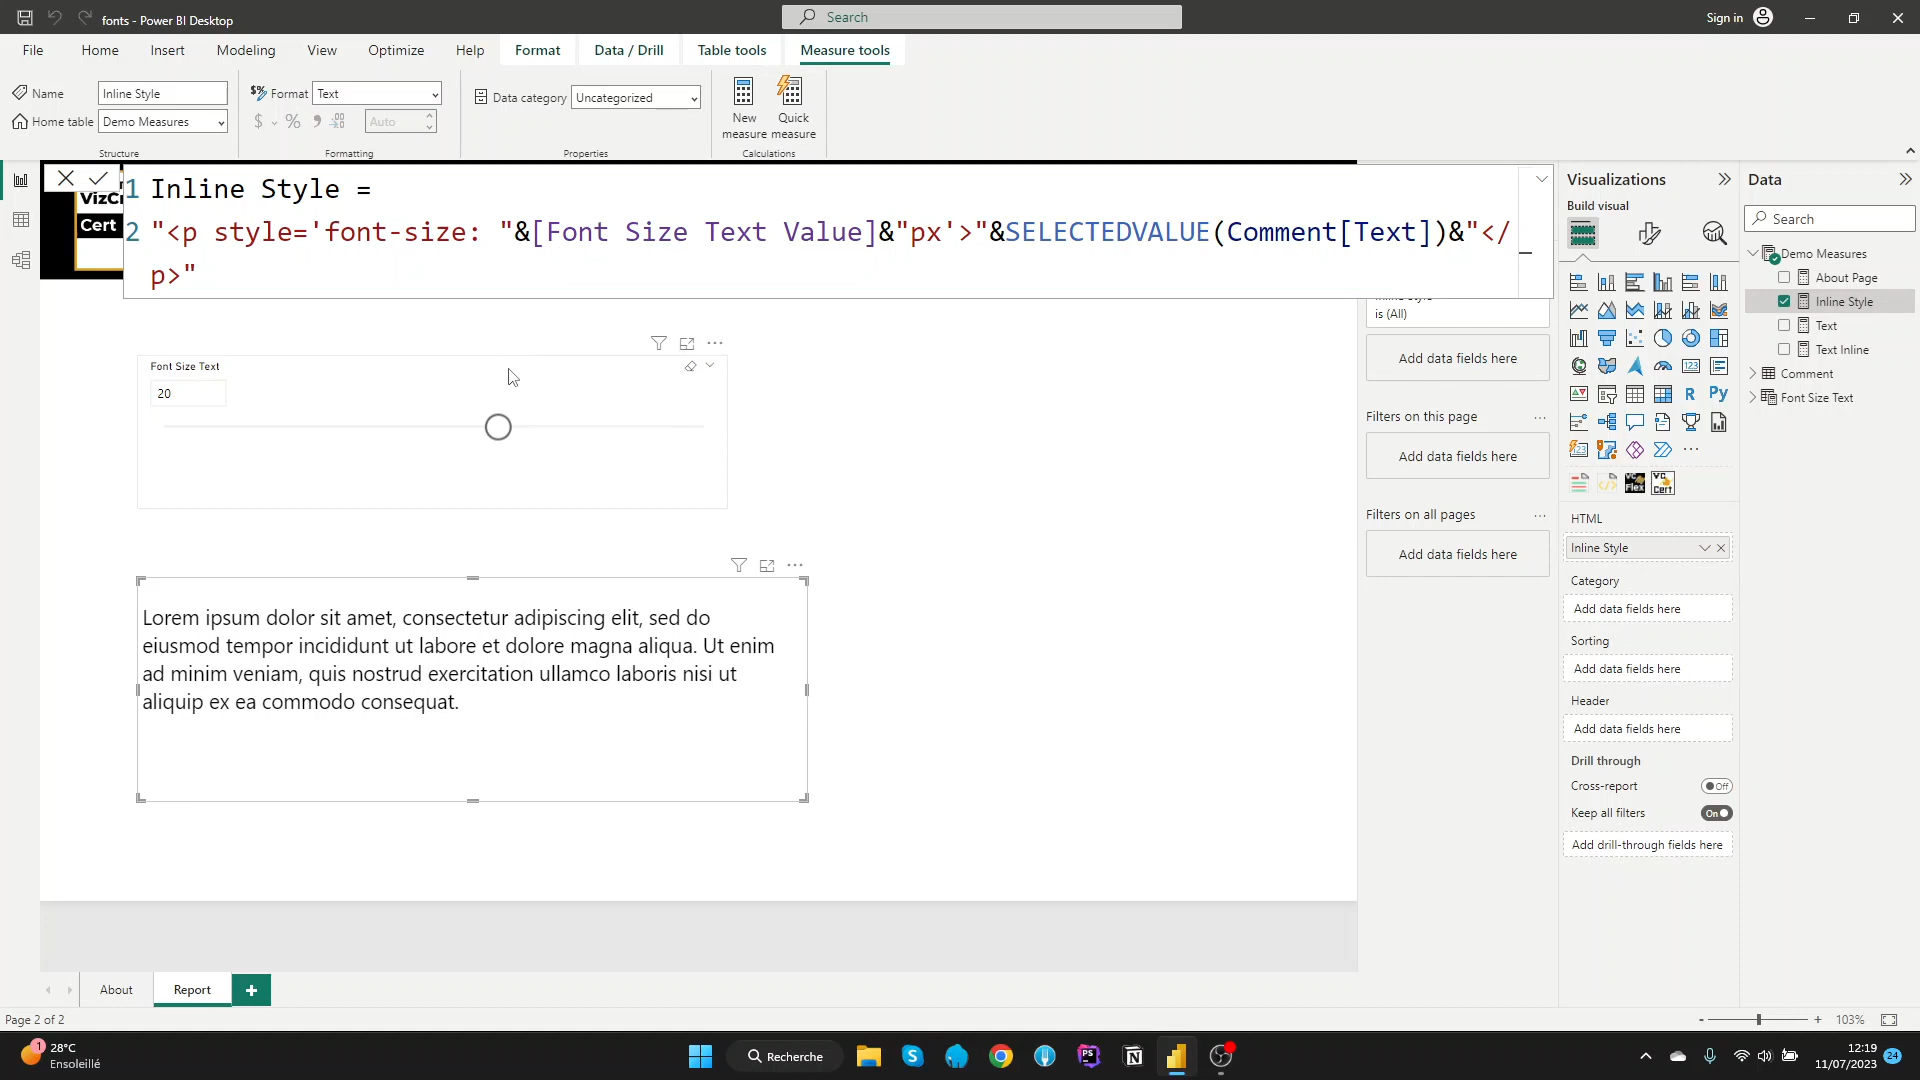 fonts - Power BI Desktop
Search
Sign in
File
Home
Insert
Modeling
View
Optimize
Help
Format
Data / Drill
Table tools
Measure tools
Name
Inline Style
Home table
Demo Measures
Structure
Format
Text
$
%
Auto
Formatting
Data category
Uncategorized
Properties
New measure
Quick measure
Calculations
Cert
1 Inline Style =
2 "<p style='font-size: "&[Font Size Text Value]&"px'>"&SELECTEDVALUE(Comment[Text])&"</
p>"
Font Size Text
20
Lorem ipsum dolor sit amet, consectetur adipiscing elit, sed do
eiusmod tempor incididunt ut labore et dolore magna aliqua. Ut enim
ad minim veniam, quis nostrud exercitation ullamco laboris nisi ut
aliquip ex ea commodo consequat.
is (All)
Add data fields here
Filters on this page
Add data fields here
Filters on all pages
Add data fields here
Visualizations
Build visual
123
R
Py
VC Flex
VC Cert
HTML
Inline Style
Category
Add data fields here
Sorting
Add data fields here
Header
Add data fields here
Drill through
Cross-report
Off
Keep all filters
On
Add drill-through fields here
Data
Search
Demo Measures
About Page
Inline Style
Text
Text Inline
Comment
Font Size Text
About
Report
+
Page 2 of 2
- + 103%
1
28°C
Ensoleillé
Recherche
S
PS
N
12:19
11/07/2023
24